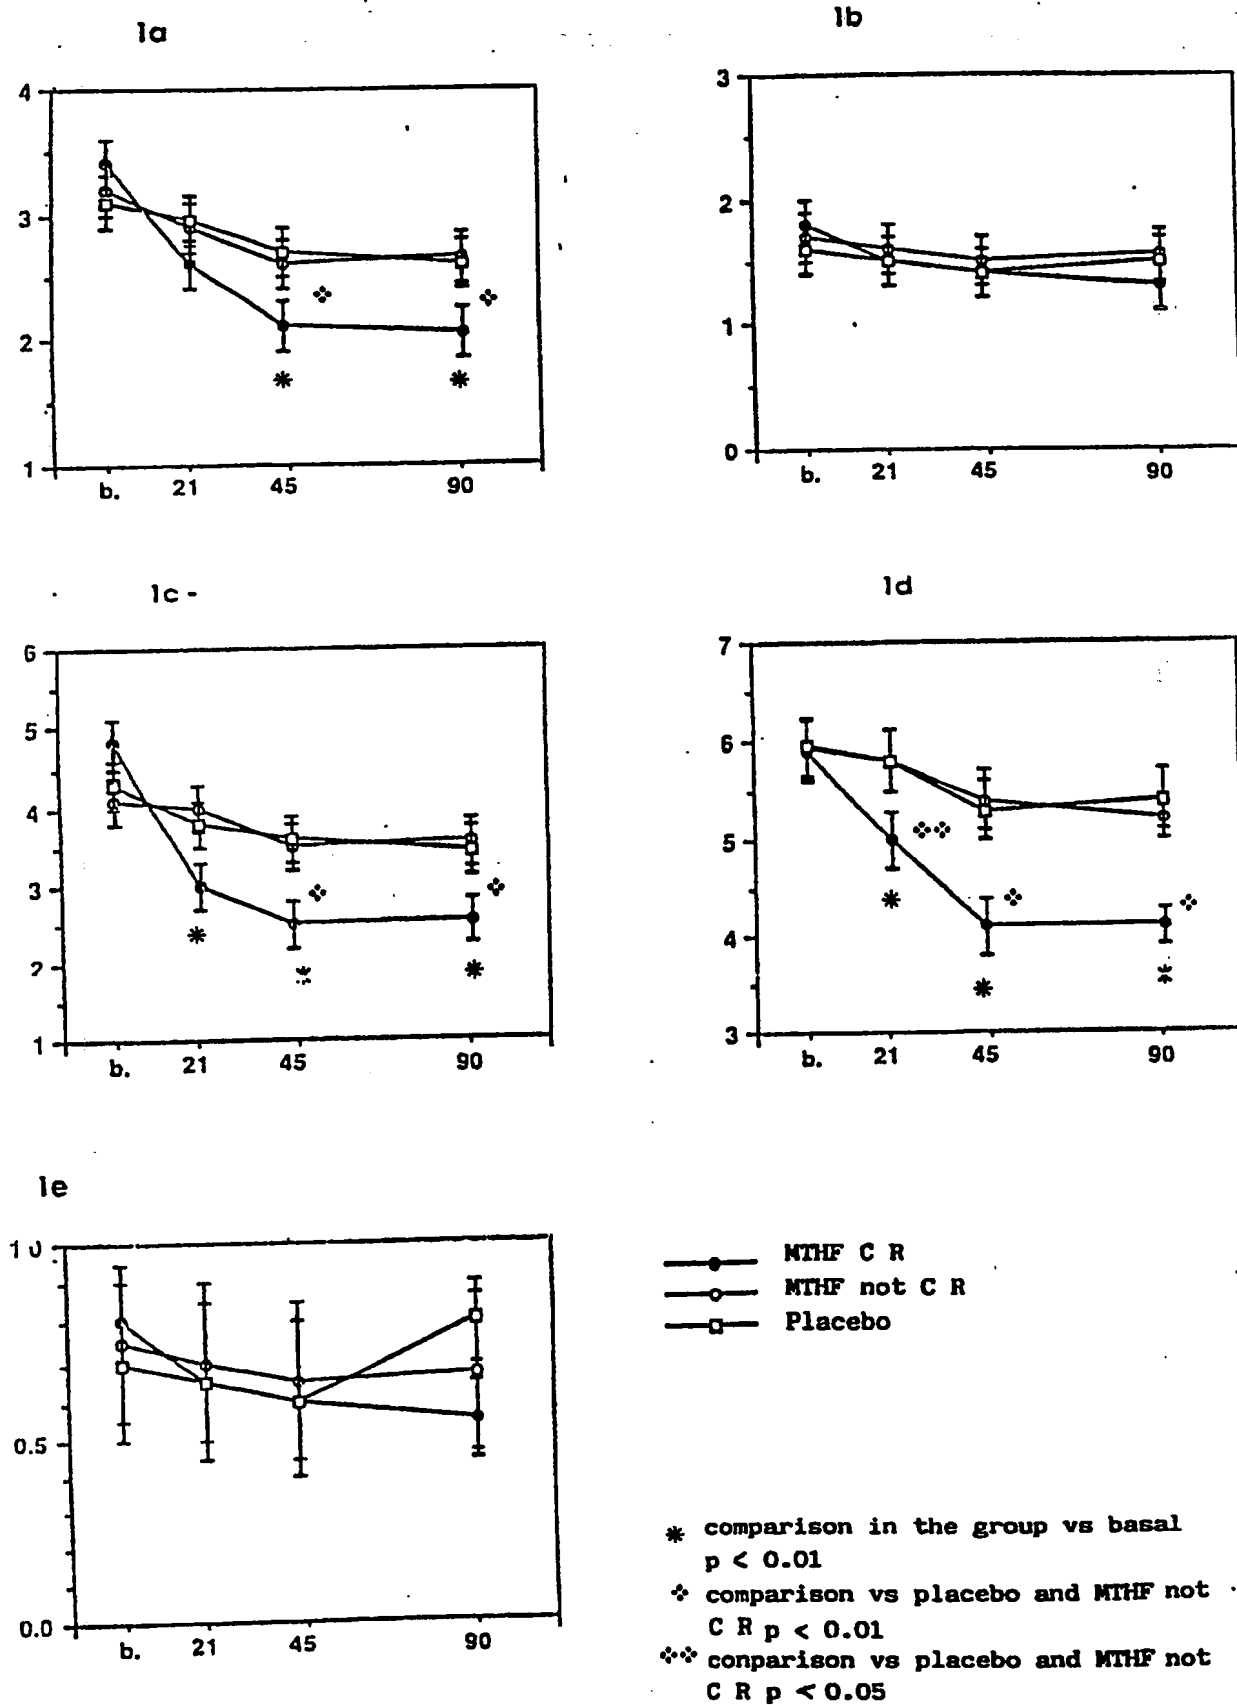 1a
4
3
2
1
b. 21 45 90
1b
3
2
1
0
b. 21 45 90
1c -
6
5
4
3
2
1
b. 21 45 90
1d
7
6
5
4
3
b. 21 45 90
1e
1 0
0.5
0.0
b. 21 45 90
MTHF C R
MTHF not C R
Placebo
* comparison in the group vs basal
p < 0.01
comparison vs placebo and MTHF not
C R p < 0.01
conparison vs placebo and MTHF not
C R p < 0.05